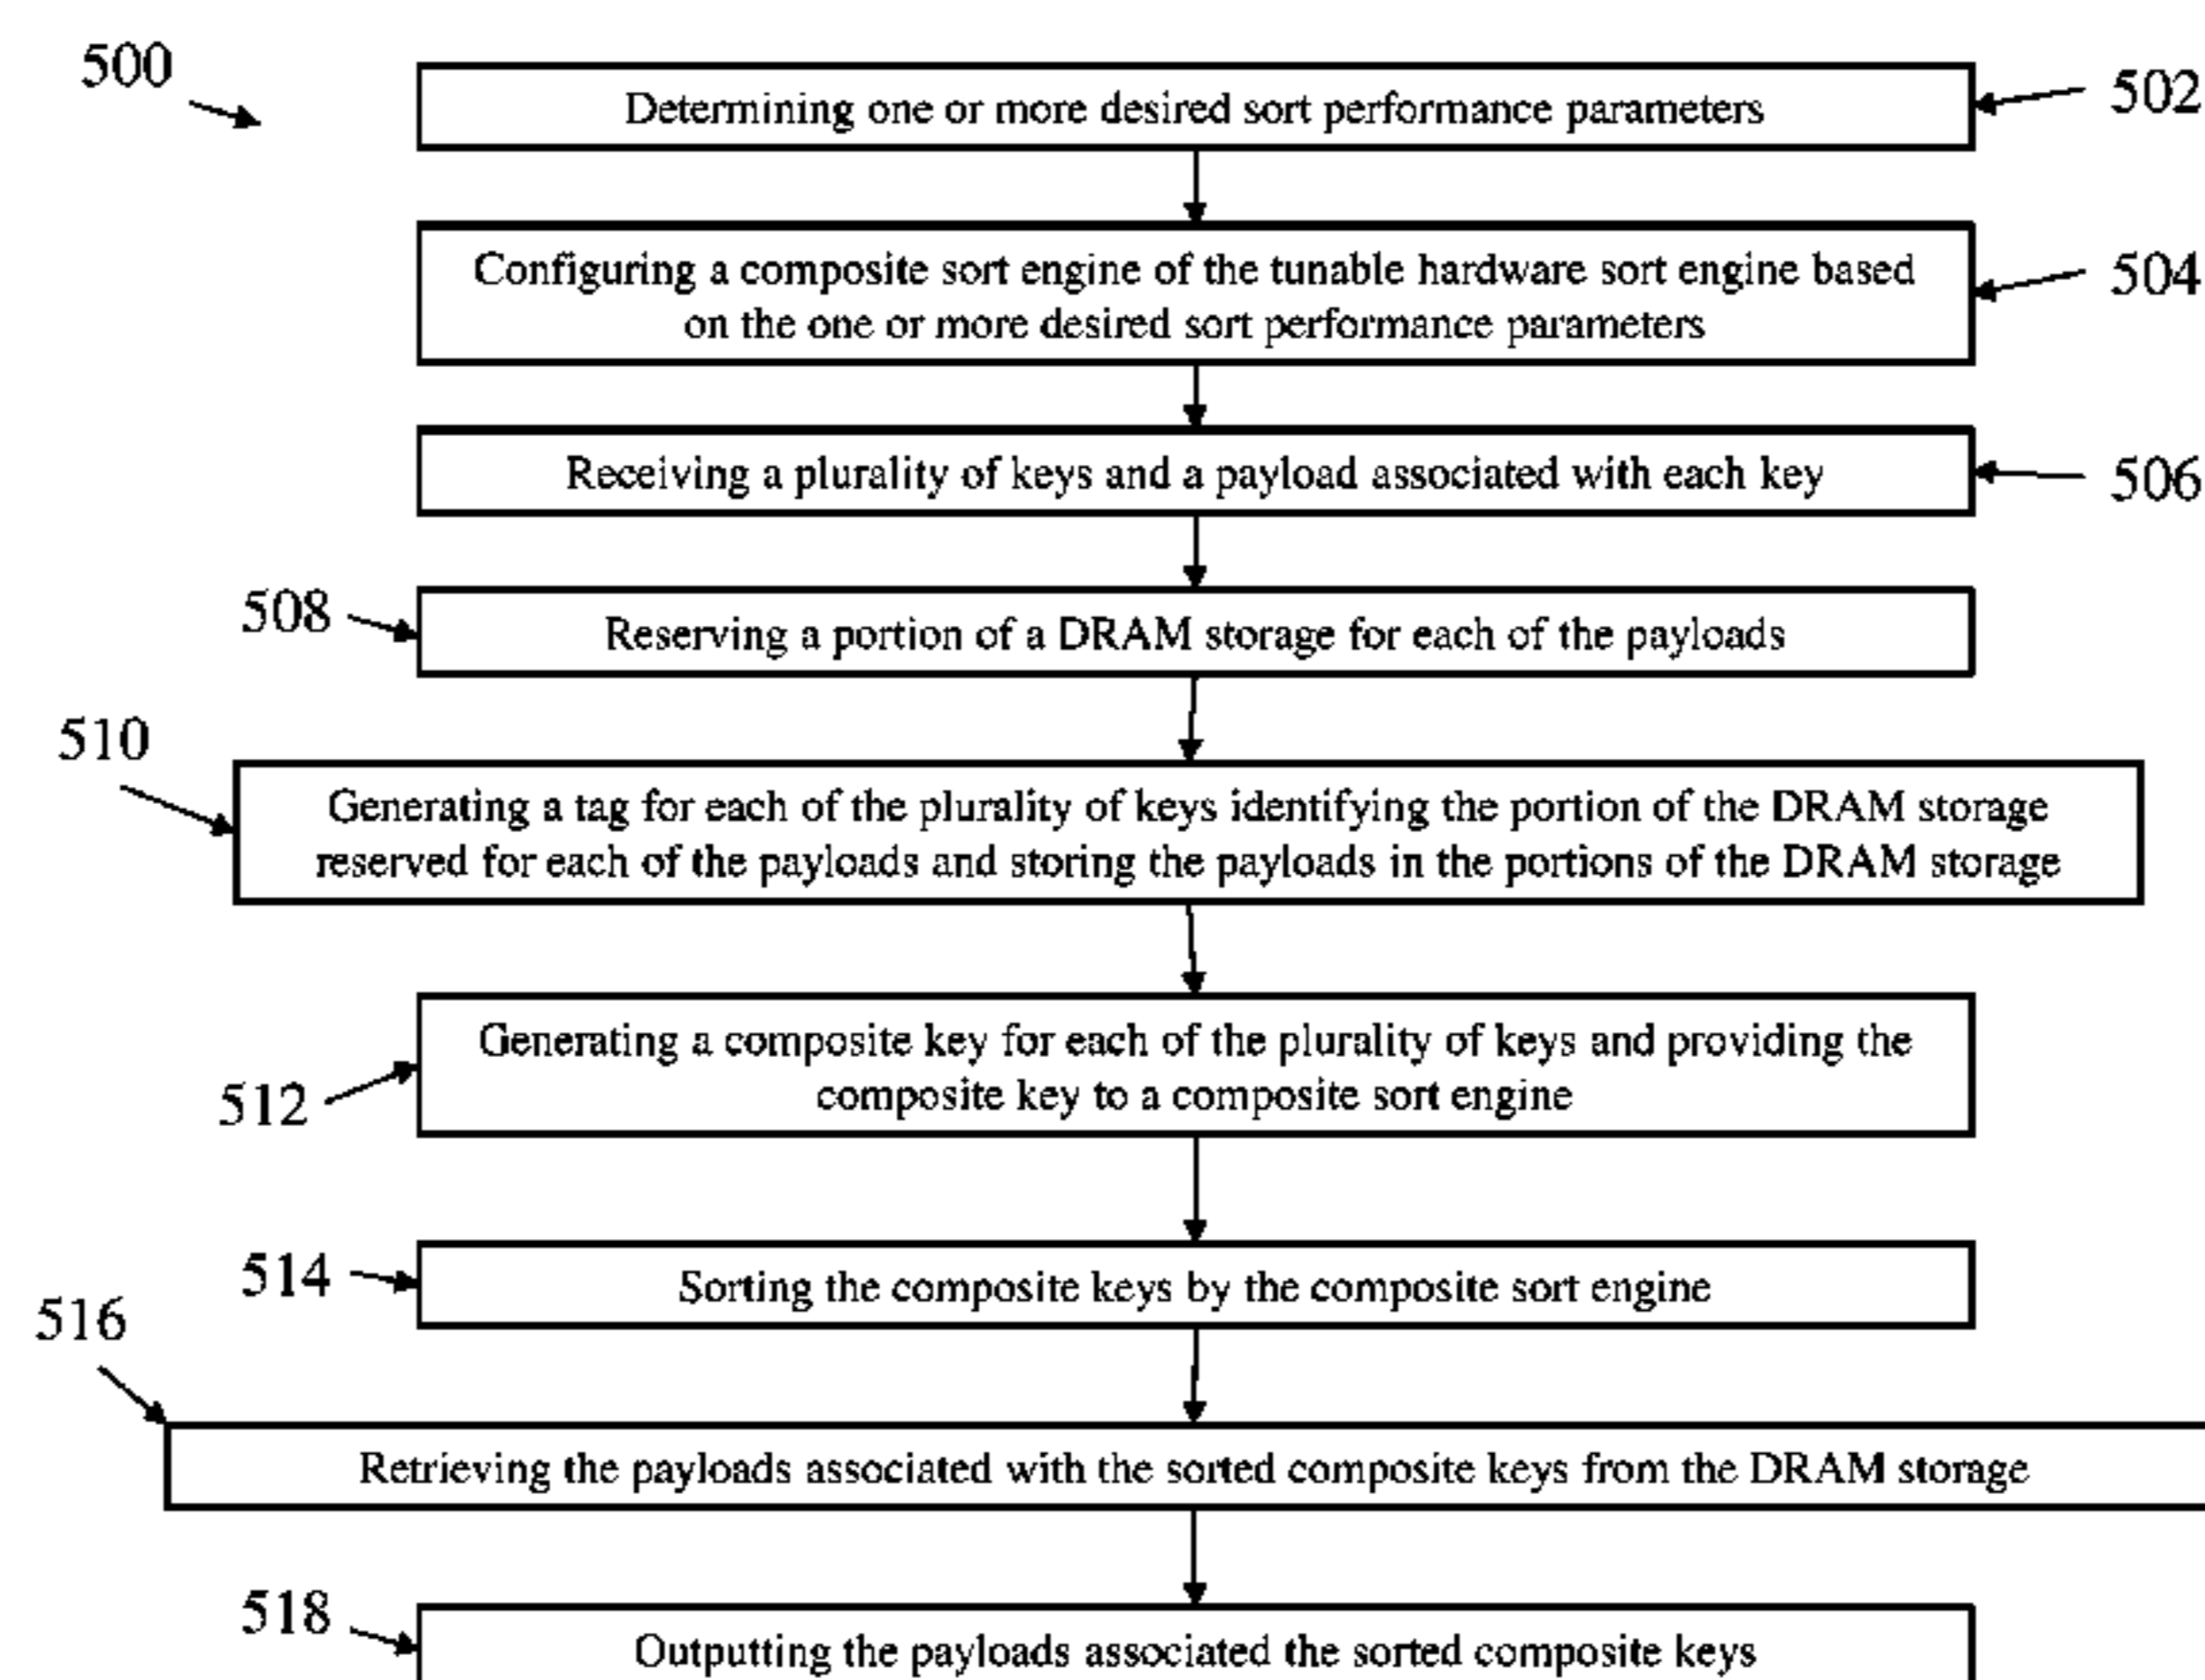 500
Determining one or more desired sort performance parameters
502
Configuring a composite sort engine of the tunable hardware sort engine based
on the one or more desired sort performance parameters
504
Receiving a plurality of keys and a payload associated with each key
506
508
Reserving a portion of a DRAM storage for each of the payloads
510
Generating a tag for each of the plurality of keys identifying the portion of the DRAM storage
reserved for each of the payloads and storing the payloads in the portions of the DRAM storage
Generating a composite key for each of the plurality of keys and providing the
composite key to a composite sort engine
512
514
Sorting the composite keys by the composite sort engine
516
Retrieving the payloads associated with the sorted composite keys from the DRAM storage
518
Outputting the payloads associated the sorted composite keys